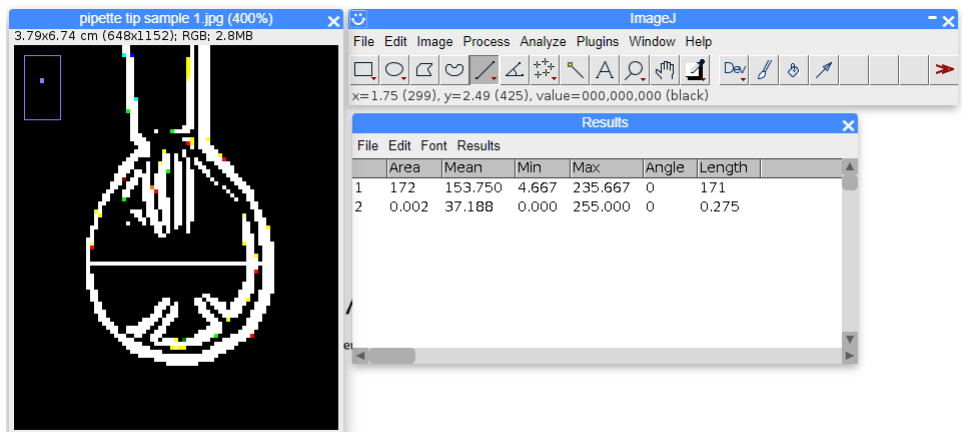 pipette tip sample 1.jpg (400%)
3.79x6.74 cm (648x1152); RGB; 2.8MB
ImageJ
File Edit Image Process Analyze Plugins Window Help
A Dev
x=1.75 (299), y=2.49 (425), value=000,000,000 (black)
Results
File Edit Font Results
Area Mean Min Max Angle Length
1 172 153.750 4.667 235.667 0 171
2 0.002 37.188 0.000 255.000 0 0.275